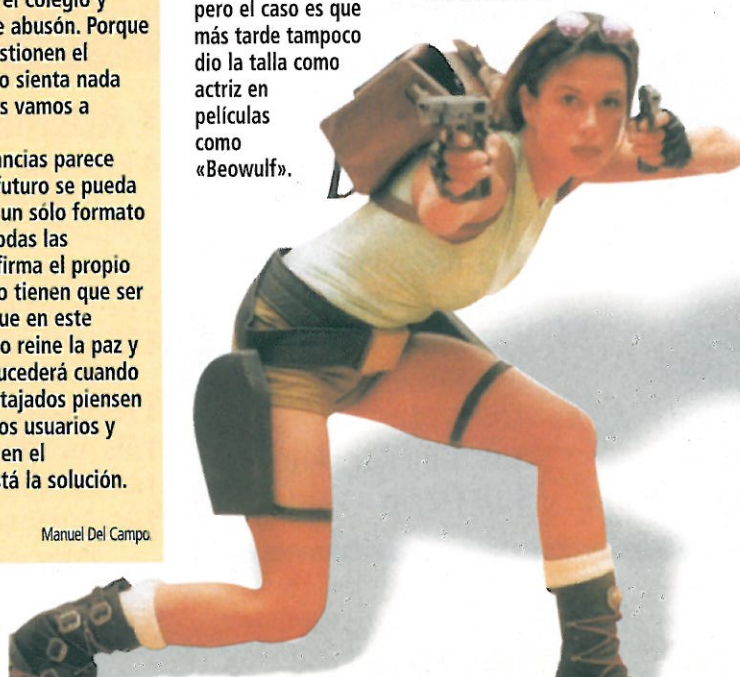 el colegio y
e abusón. Porque
stionen el
o sienta nada
s vamos a
ancias parece
futuro se pueda
un sólo formato
odas las
firma el propio
o tienen que ser
ue en este
o reine la paz y
ucederá cuando
tajados piensen
os usuarios y
en el
stá la solución.
Manuel Del Campo.
pero el caso es que
más tarde tampoco
dio la talla como
actriz en
películas
como
«Beowulf».